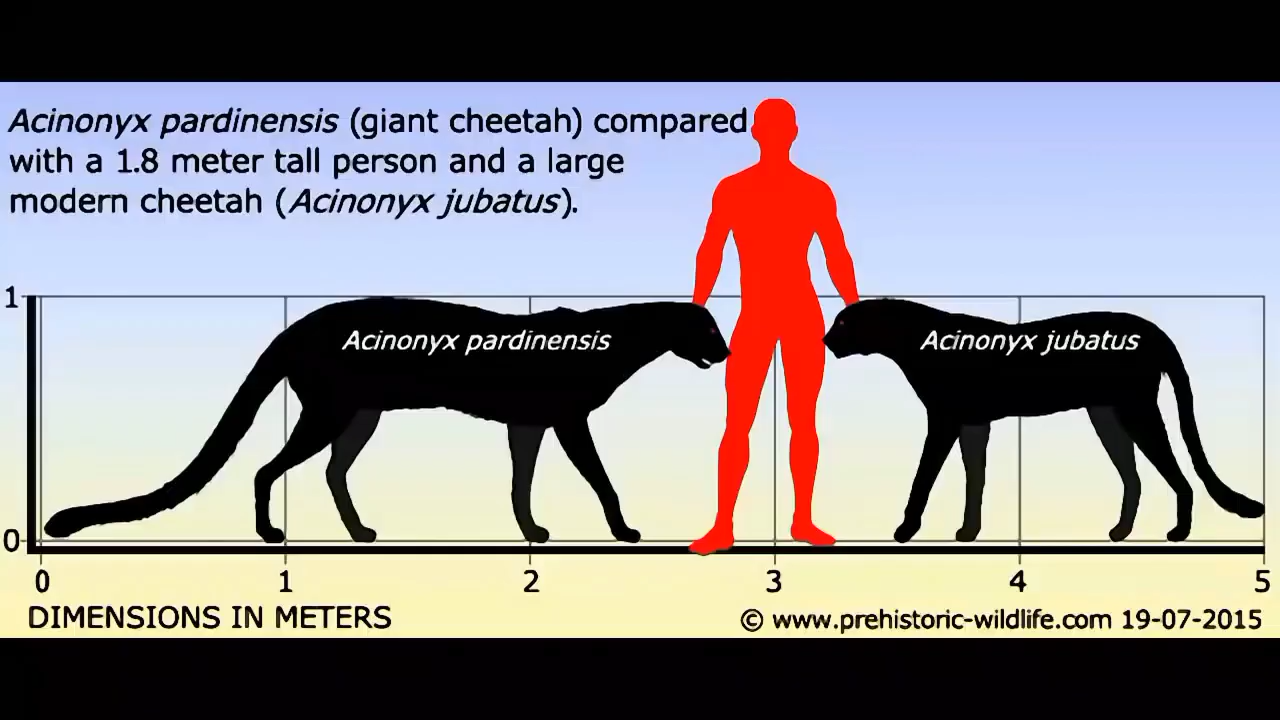 Acinonyx pardinensis (giant cheetah) compared
with a 1.8 meter tall person and a large
modern cheetah (Acinonyx jubatus).
1
Acinonyx pardinensis
Acinonyx jubatus
0
0 1 2 3 4 5
DIMENSIONS IN METERS
© www.prehistoric-wildlife.com 19-07-2015